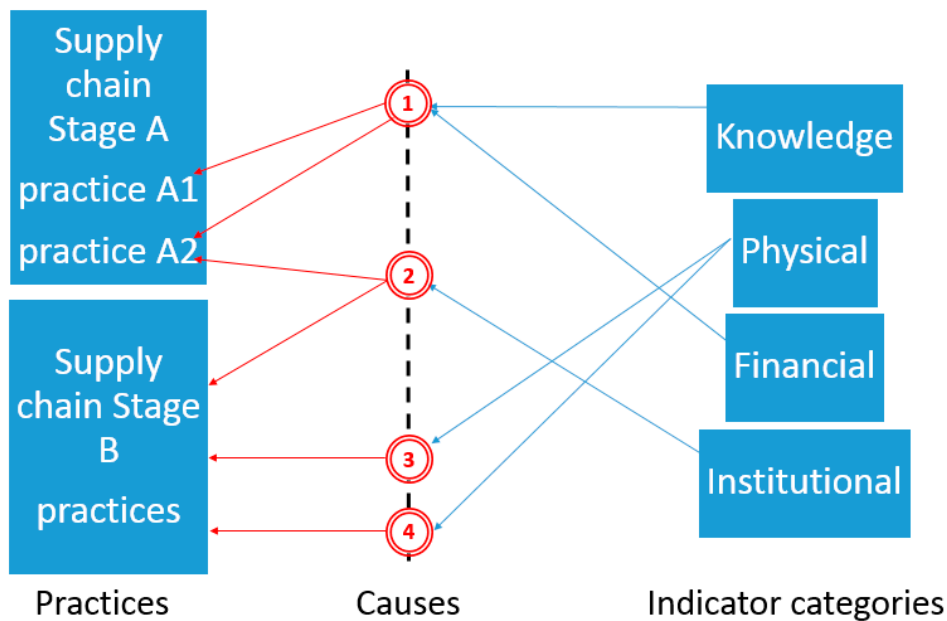 Supply
chain
Stage A
practice A1
practice A2
Supply
chain Stage
B
practices
1
2
3
4
Knowledge
Physical
Financial
Institutional
Practices
Causes
Indicator categories